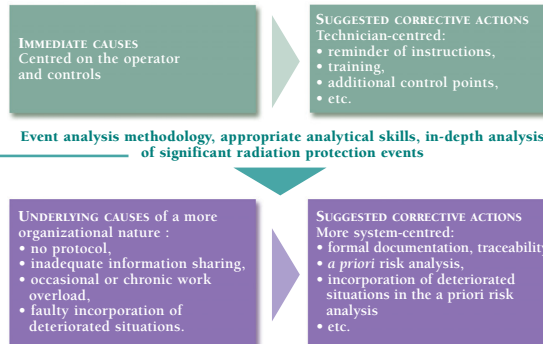 IMMEDIATE CAUSES
Centred on the operator
and controls
SUGGESTED CORRECTIVE ACTIONS
Technician-centred:
• reminder of instructions,
• training,
• additional control points,
• etc.
Event analysis methodology, appropriate analytical skills, in-depth analysis
of significant radiation protection events
UNDERLYING CAUSES of a more
organizational nature :
• no protocol,
• inadequate information sharing,
• occasional or chronic work
overload,
• faulty incorporation of
deteriorated situations.
SUGGESTED CORRECTIVE ACTIONS
More system-centred:
• formal documentation, traceability
• a priori risk analysis,
• incorporation of deteriorated
situations in the a priori risk
analysis
• etc.